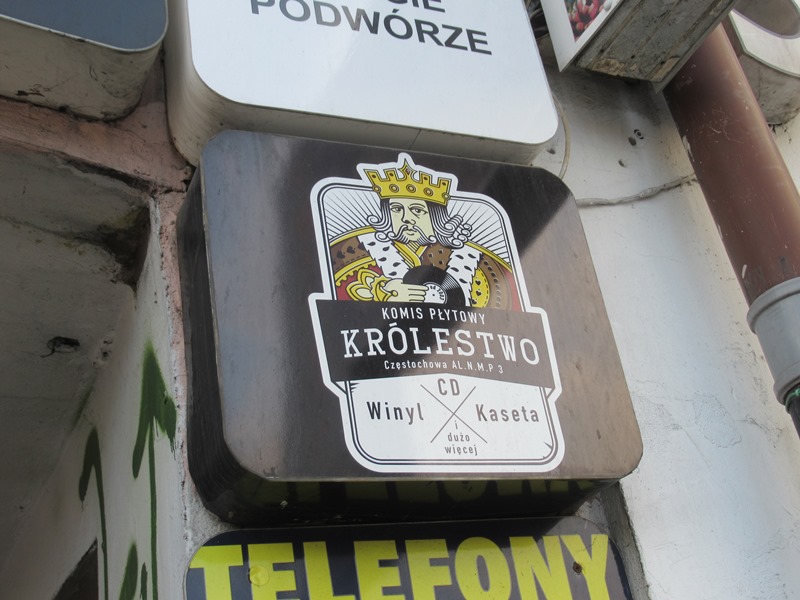 PODWÓRZE
KOMIS PŁYTOWY
KRÓLESTWO
Częstochowa AL.N.M.P 3
CD
Winyl Kaseta
i
dużo
więcej
TELEFONY